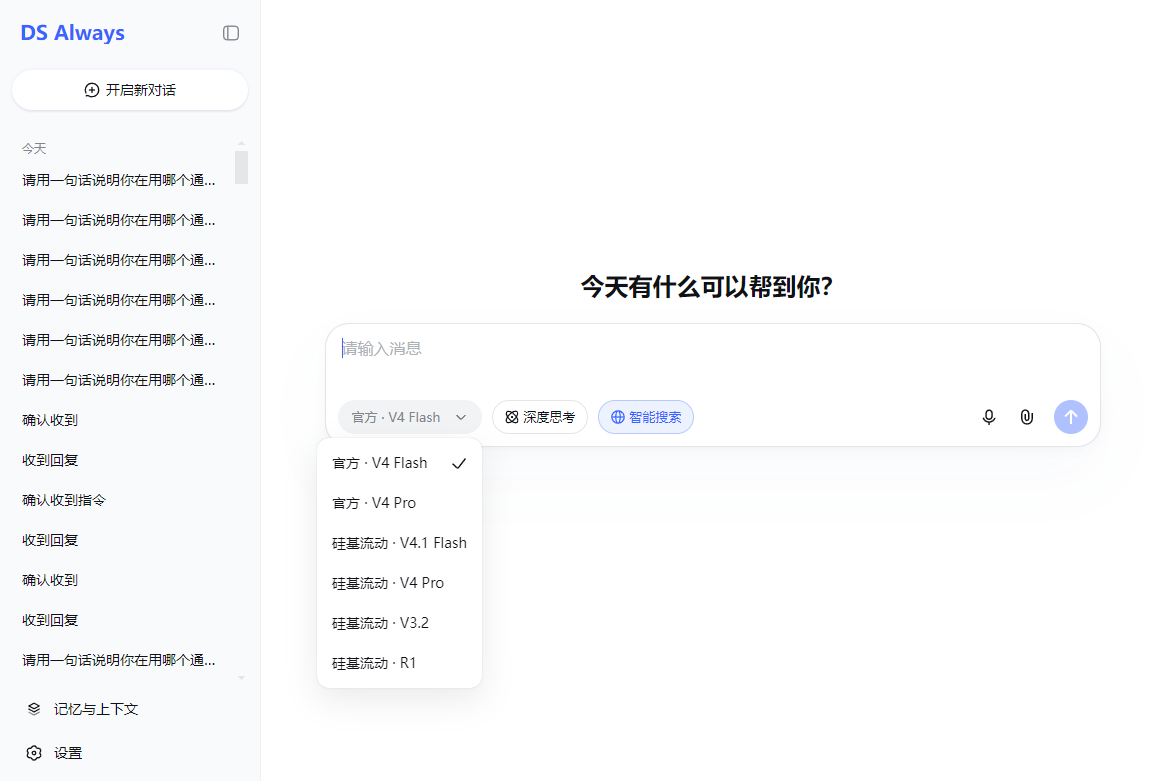 DS Always
开启新对话
今天
请用一句话说明你在用哪个通...
请用一句话说明你在用哪个通...
请用一句话说明你在用哪个通...
请用一句话说明你在用哪个通...
请用一句话说明你在用哪个通...
请用一句话说明你在用哪个通...
确认收到
收到回复
确认收到指令
收到回复
确认收到
收到回复
请用一句话说明你在用哪个通...
记忆与上下文
设置
今天有什么可以帮到你?
请输入消息
官方 · V4 Flash
深度思考
智能搜索
官方 · V4 Flash
官方 · V4 Pro
硅基流动 · V4.1 Flash
硅基流动 · V4 Pro
硅基流动 · V3.2
硅基流动 · R1